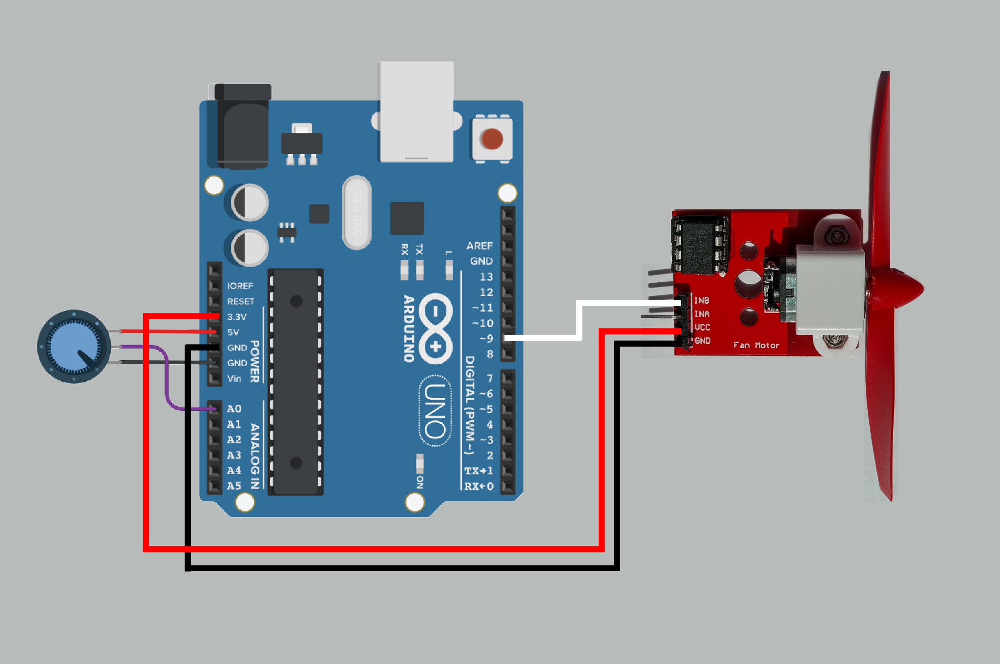 SPK16.000G
RX
TX
L
AREF
GND
13
12
~11
~10
~9
8
IOREF
RESET
3.3V
5V
GND
GND
Vin
POWER
ARDUINO
UNO
DIGITAL (PWM~)
7
~6
~5
4
~3
2
TX→1
RX←0
A0
A1
A2
A3
A4
A5
ANALOG IN
ON
INB
INA
VCC
GND
Fan Motor